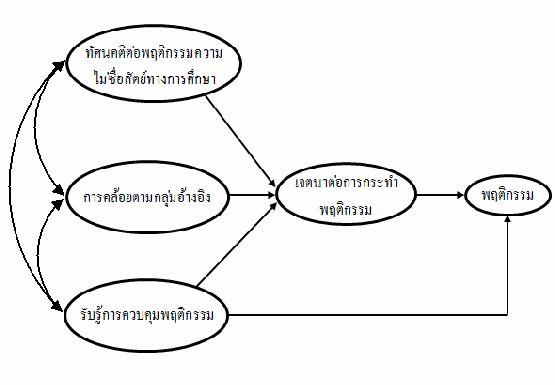 ทัศนคติต่อพฤติกรรมความ
ไม่ซื่อสัตย์ทางการศึกษา
การคล้อยตามกลุ่มอ้างอิง
เจตนาต่อการกระทำ
พฤติกรรม
พฤติกรรม
รับรู้การควบคุมพฤติกรรม